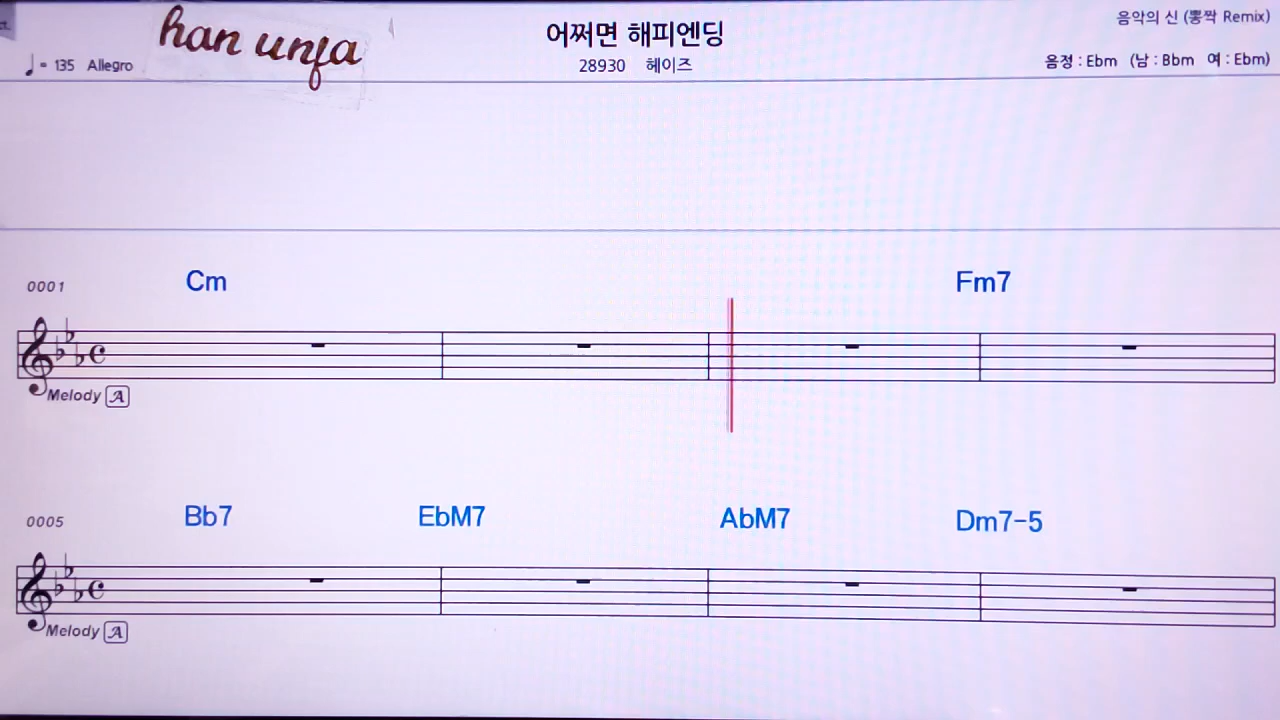 han unfa
어쩌면 해피엔딩
음악의 신 (뽕짝 Remix)
♩ = 135 Allegro
28930 헤이즈
음정 : Ebm (남 : Bbm 여 : Ebm)
0001 Cm Fm7
Melody A
0005 Bb7 EbM7 AbM7 Dm7-5
Melody A